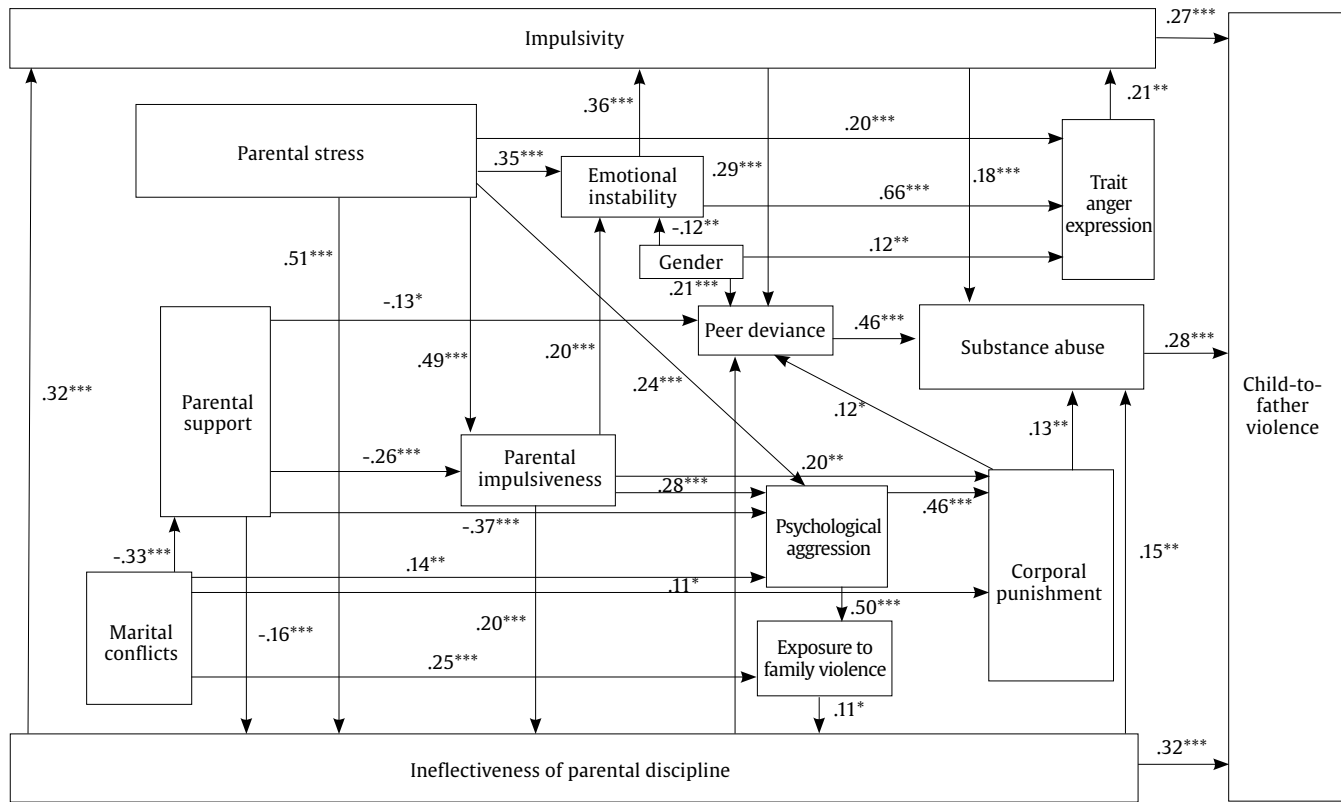 Impulsivity
.27***
.36***
.21**
Parental stress
.20***
.35***
Emotional
instability
.29***
.18***
Trait
anger
expression
.66***
-.12**
.51***
Gender
.12**
.21***
-.13*
Peer deviance
.46***
Substance abuse
.28***
.49***
.20***
.24***
.32***
Parental
support
Child-to-
father
violence
.12*
.13**
-.26***
Parental
impulsiveness
.20**
.28***
.46***
-.37***
Psychological
aggression
-.33***
.14**
.11*
Corporal
punishment
.15**
Marital
conflicts
.50***
-.16***
.20***
Exposure to
family violence
.25***
.11*
.32***
Ineflectiveness of parental discipline